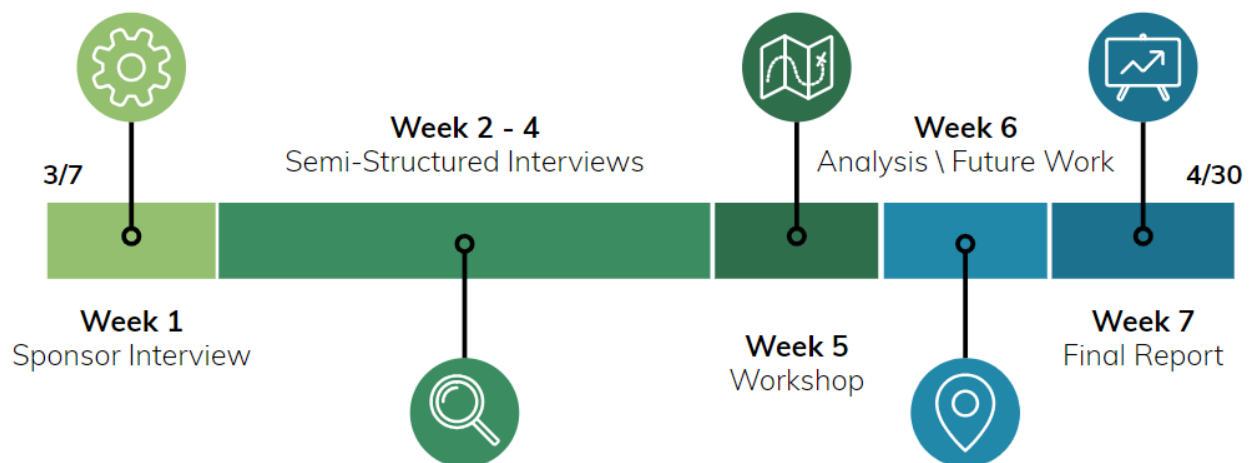 3/7
Week 1
Sponsor Interview
Week 2 - 4
Semi-Structured Interviews
Week 5
Workshop
Week 6
Analysis \ Future Work
Week 7
Final Report
4/30